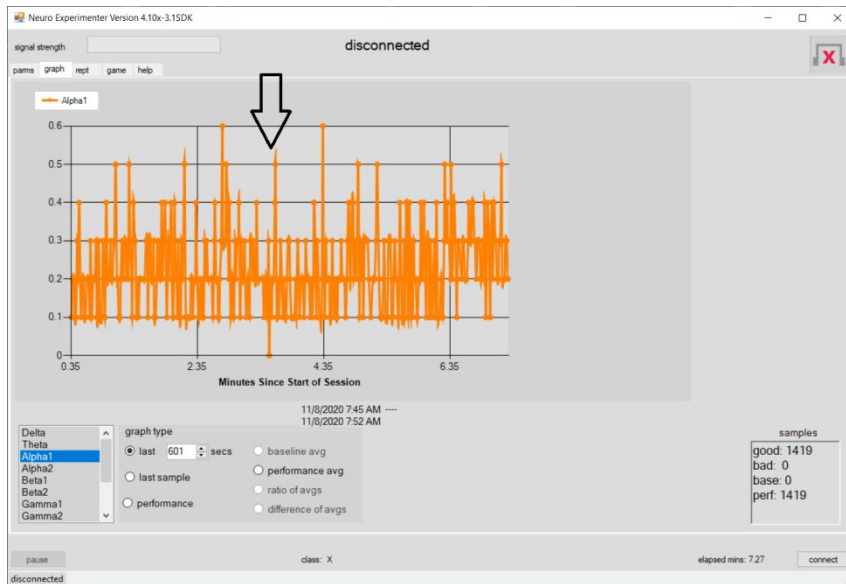 Neuro Experimenter Version 4.10x-3.1SDK
signal strength
disconnected
X
params graph rept game help
Alpha1
0.6
0.5
0.4
0.3
0.2
0.1
0
0.35 2.35 4.35 6.35
Minutes Since Start of Session
11/8/2020 7:45 AM ----
11/8/2020 7:52 AM
Delta
Theta
Alpha1
Alpha2
Beta1
Beta2
Gamma1
Gamma2
graph type
last 601 secs
last sample
performance
baseline avg
performance avg
ratio of avgs
difference of avgs
samples
good: 1419
bad: 0
base: 0
perf: 1419
pause
class: X
elapsed mins: 7.27
connect
disconnected